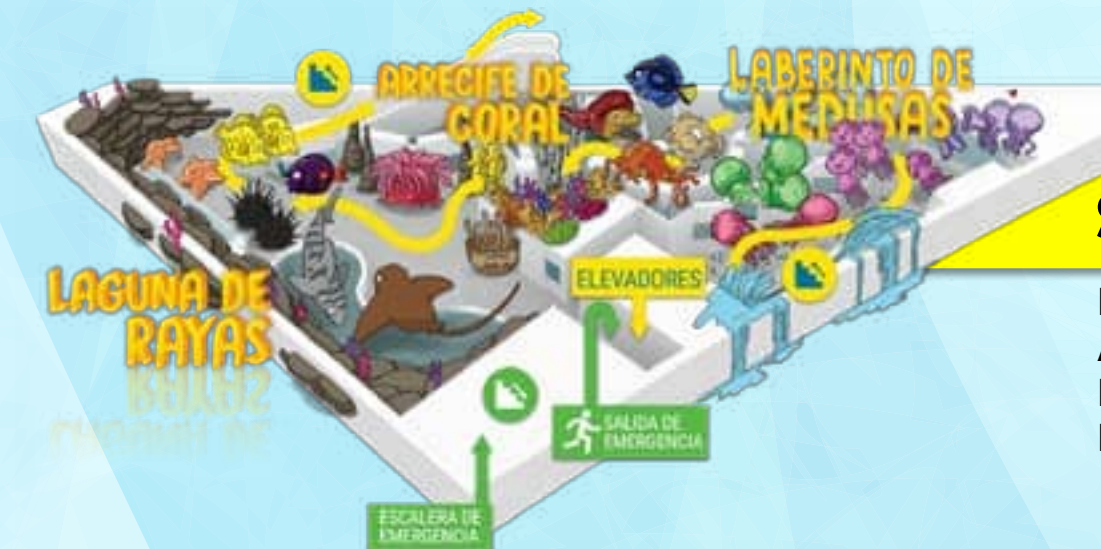 ARRECIFE DE
CORAL
LABERINTO DE
MEDUSAS
LAGUNA DE
RAYAS
ELEVADORES
SALIDA DE
EMERGENCIA
ESCALERA DE
EMERGENCIA